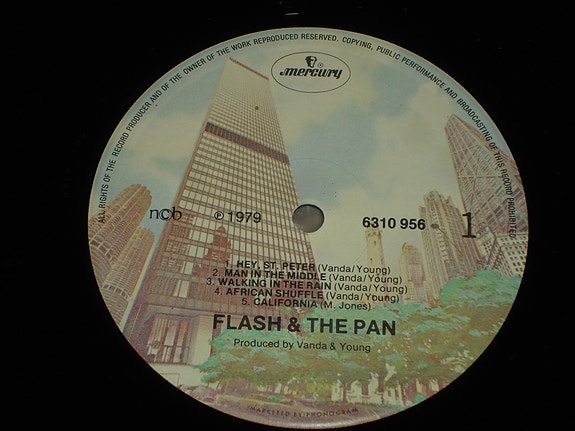 ALL RIGHTS OF THE RECORD PRODUCER AND OF THE OWNER OF THE WORK REPRODUCED RESERVED. COPYING, PUBLIC PERFORMANCE AND BROADCASTING OF THIS RECORD PROHIBITED
mercury®
ncb ℗ 1979 6310 956 1
1. HEY, ST. PETER (Vanda/Young)
2. MAN IN THE MIDDLE (Vanda/Young)
3. WALKING IN THE RAIN (Vanda/Young)
4. AFRICAN SHUFFLE (Vanda/Young)
5. CALIFORNIA (M. Jones)
FLASH & THE PAN
Produced by Vanda & Young
MARKETED BY PHONOGRAM